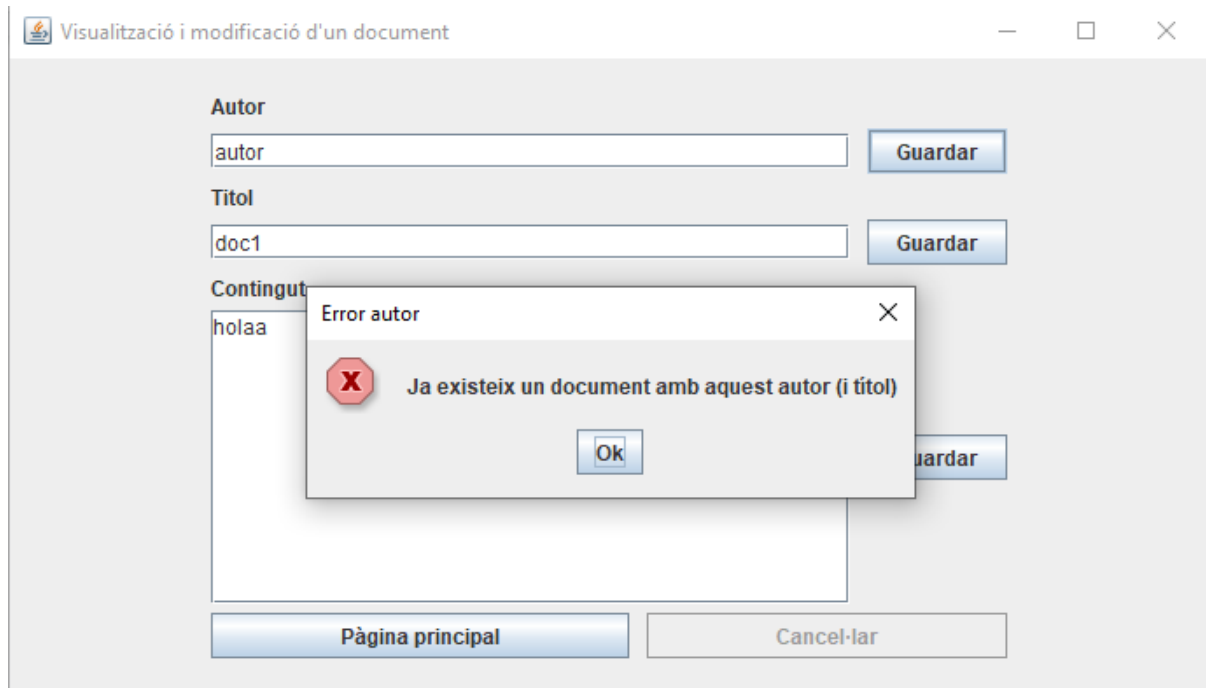 Visualització i modificació d'un document
Autor
autor
Guardar
Títol
doc1
Guardar
Contingut
holaa
Error autor
Ja existeix un document amb aquest autor (i títol)
Ok
uardar
Pàgina principal
Cancel·lar